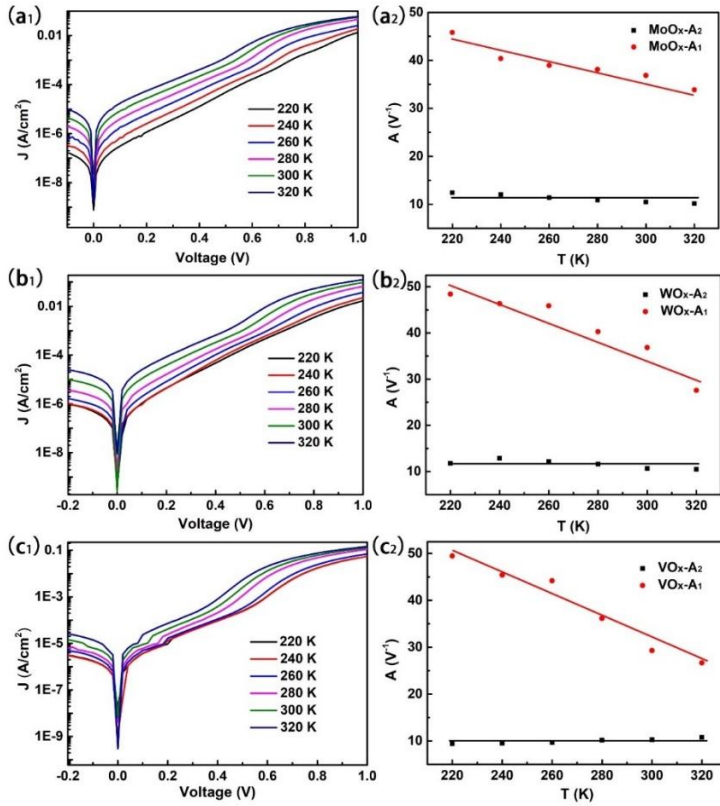 (a1)
0.01
1E-4
1E-6
1E-8
J (A/cm²)
220 K
240 K
260 K
280 K
300 K
320 K
0.0 0.2 0.4 0.6 0.8 1.0
Voltage (V)
(a2)
50
40
30
20
10
A (V⁻¹)
MoOx-A2
MoOx-A1
220 240 260 280 300 320
T (K)
(b1)
0.01
1E-4
1E-6
1E-8
J (A/cm²)
220 K
240 K
260 K
280 K
300 K
320 K
-0.2 0.0 0.2 0.4 0.6 0.8 1.0
Voltage (V)
(b2)
50
40
30
20
10
A (V⁻¹)
WOx-A2
WOx-A1
220 240 260 280 300 320
T (K)
(c1)
0.1
1E-3
1E-5
1E-7
1E-9
J (A/cm²)
220 K
240 K
260 K
280 K
300 K
320 K
-0.2 0.0 0.2 0.4 0.6 0.8 1.0
Voltage (V)
(c2)
50
40
30
20
10
A (V⁻¹)
VOx-A2
VOx-A1
220 240 260 280 300 320
T (K)